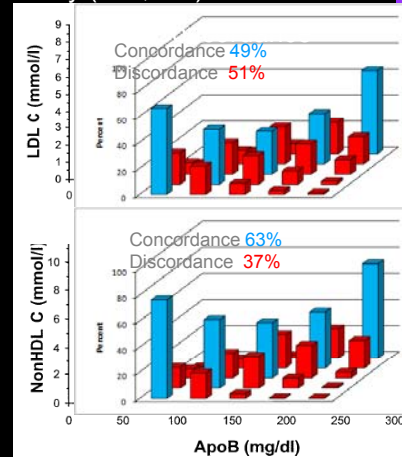 LDL C (mmol/l)
9
8
7
6
5
4
3
2
1
0
0
Concordance 49%
Discordance 51%
Percent
100
80
60
40
20
0
NonHDL C (mmol/l)
10
8
6
4
2
0
Concordance 63%
Discordance 37%
Percent
100
80
60
40
20
0
0 50 100 150 200 250 300
ApoB (mg/dl)